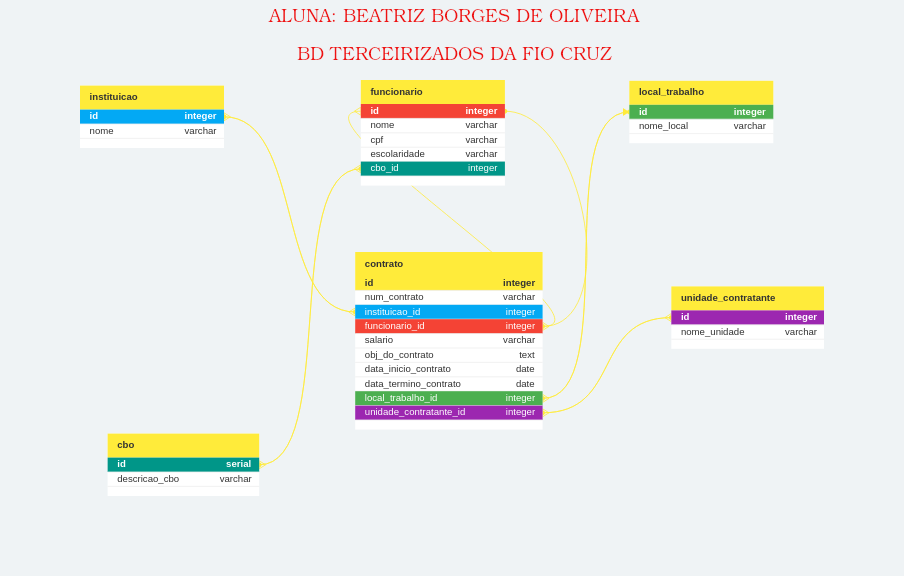 ALUNA: BEATRIZ BORGES DE OLIVEIRA
BD TERCEIRIZADOS DA FIO CRUZ
instituicao
id integer
nome varchar
funcionario
id integer
nome varchar
cpf varchar
escolaridade varchar
cbo_id integer
local_trabalho
id integer
nome_local varchar
contrato
id integer
num_contrato varchar
instituicao_id integer
funcionario_id integer
salario varchar
obj_do_contrato text
data_inicio_contrato date
data_termino_contrato date
local_trabalho_id integer
unidade_contratante_id integer
unidade_contratante
id integer
nome_unidade varchar
cbo
id serial
descricao_cbo varchar